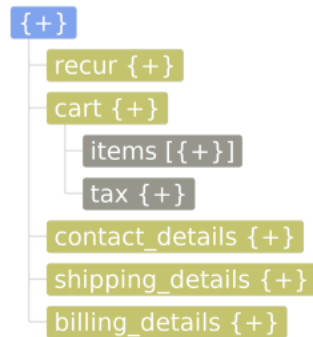 {+}
recur {+}
cart {+}
items [{+}]
tax {+}
contact_details {+}
shipping_details {+}
billing_details {+}